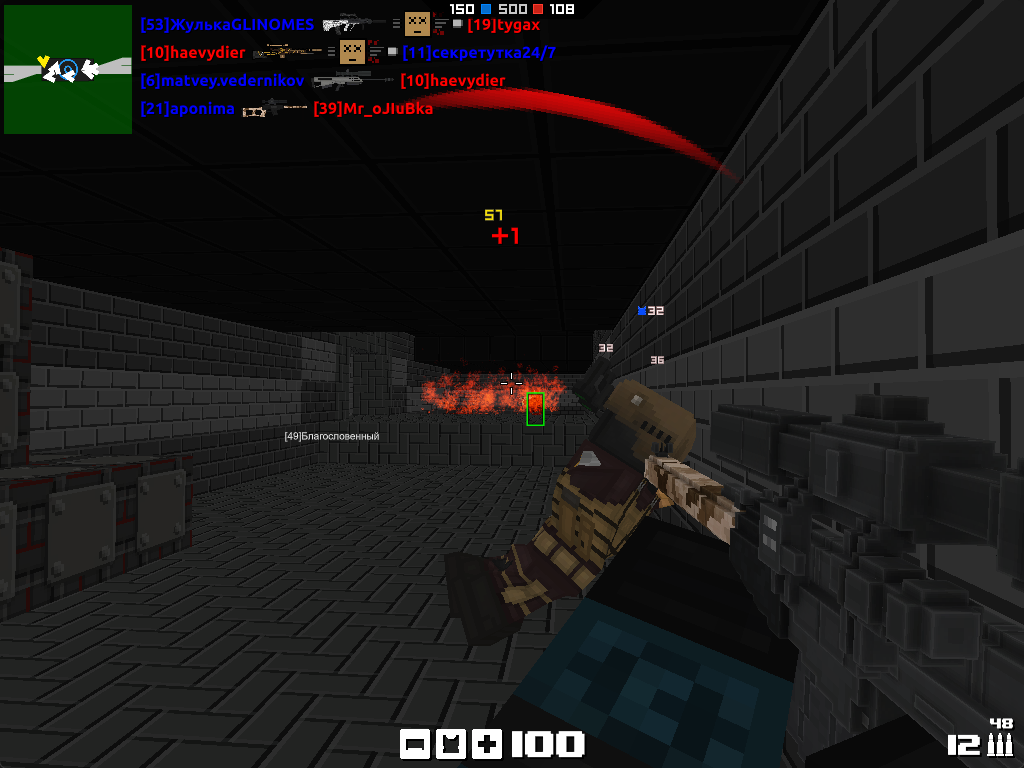 150 500 108
[53]ЖулькаGLINOMES [19]tygax
[10]haevydier [11]секретутка24/7
[6]matvey.vedernikov [10]haevydier
[21]aponima [39]Mr_oJIuBka
57
+1
32
32
36
[49]Благословенный
48
100
12